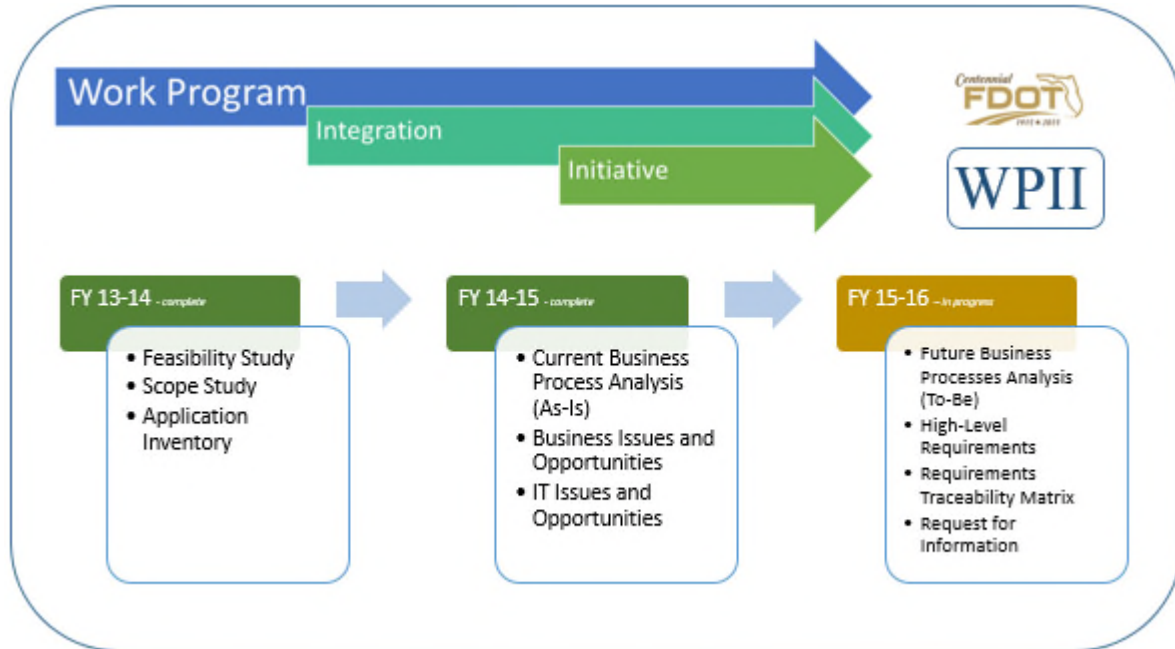 Work Program
Integration
Initiative
Centennial
FDOT
1915 ★ 2015
WPII
FY 13-14 - complete
• Feasibility Study
• Scope Study
• Application
Inventory
FY 14-15 - complete
• Current Business
Process Analysis
(As-Is)
• Business Issues and
Opportunities
• IT Issues and
Opportunities
FY 15-16 – in progress
• Future Business
Processes Analysis
(To-Be)
• High-Level
Requirements
• Requirements
Traceability Matrix
• Request for
Information